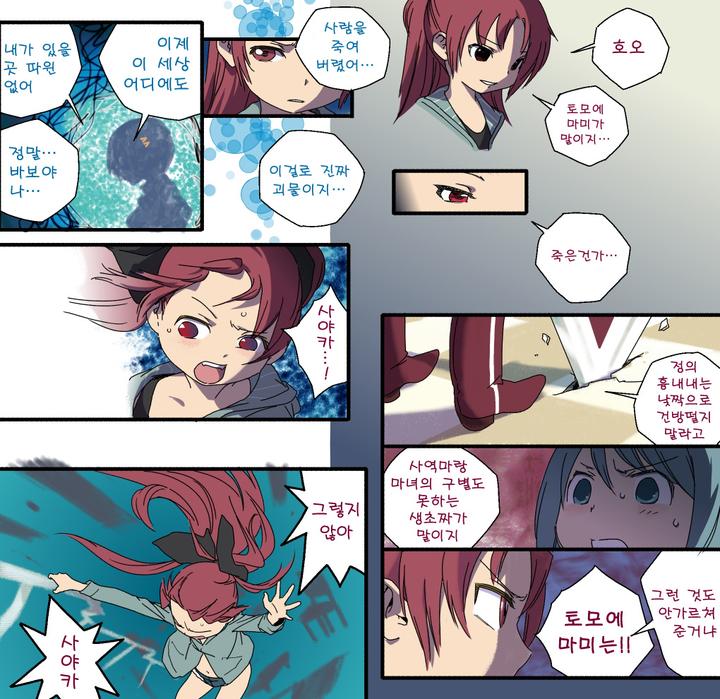 호오
토모에
마미가
말이지…
죽은건가…
정의
흉내내는
낯짝으로
건방떨지
말라고
사역마랑
마녀의 구별도
못하는
생초짜가
말이지
그런 것도
안가르쳐
준거냐
토모에
마미는!!
사람을
죽여
버렸어…
이제
이 세상
어디에도
내가 있을
곳 따윈
없어
이걸로 진짜
괴물이지…
정말…
바보야
나…
사
야
카
…!
그렇지
않아
사
야
카